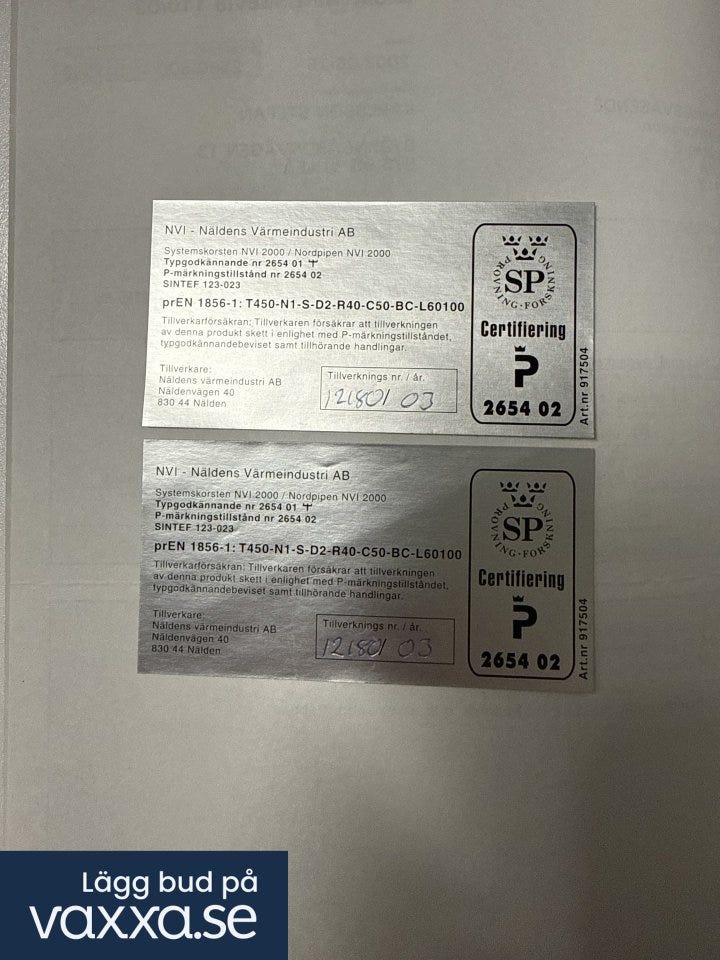 NVI - Näldens Värmeindustri AB
Systemskorsten NVI 2000 / Nordpipen NVI 2000
Typgodkännande nr 2654 01
P-märkningstillstånd nr 2654 02
SINTEF 123-023
prEN 1856-1: T450-N1-S-D2-R40-C50-BC-L60100
Tillverkarförsäkran: Tillverkaren försäkrar att tillverkningen
av denna produkt skett i enlighet med P-märkningstillståndet,
typgodkännandebeviset samt tillhörande handlingar.
Tillverkare:
Näldens värmeindustri AB
Näldenvägen 40
830 44 Nälden
Tillverknings nr. / år.
121801 03
SP
PROVNING · FORSKNING
Certifiering
P
2654 02
Art.nr 917504
NVI - Näldens Värmeindustri AB
Systemskorsten NVI 2000 / Nordpipen NVI 2000
Typgodkännande nr 2654 01
P-märkningstillstånd nr 2654 02
SINTEF 123-023
prEN 1856-1: T450-N1-S-D2-R40-C50-BC-L60100
Tillverkarförsäkran: Tillverkaren försäkrar att tillverkningen
av denna produkt skett i enlighet med P-märkningstillståndet,
typgodkännandebeviset samt tillhörande handlingar.
Tillverkare:
Näldens värmeindustri AB
Näldenvägen 40
830 44 Nälden
Tillverknings nr. / år.
121801 03
SP
PROVNING · FORSKNING
Certifiering
P
2654 02
Art.nr 917504
Lägg bud på
vaxxa.se